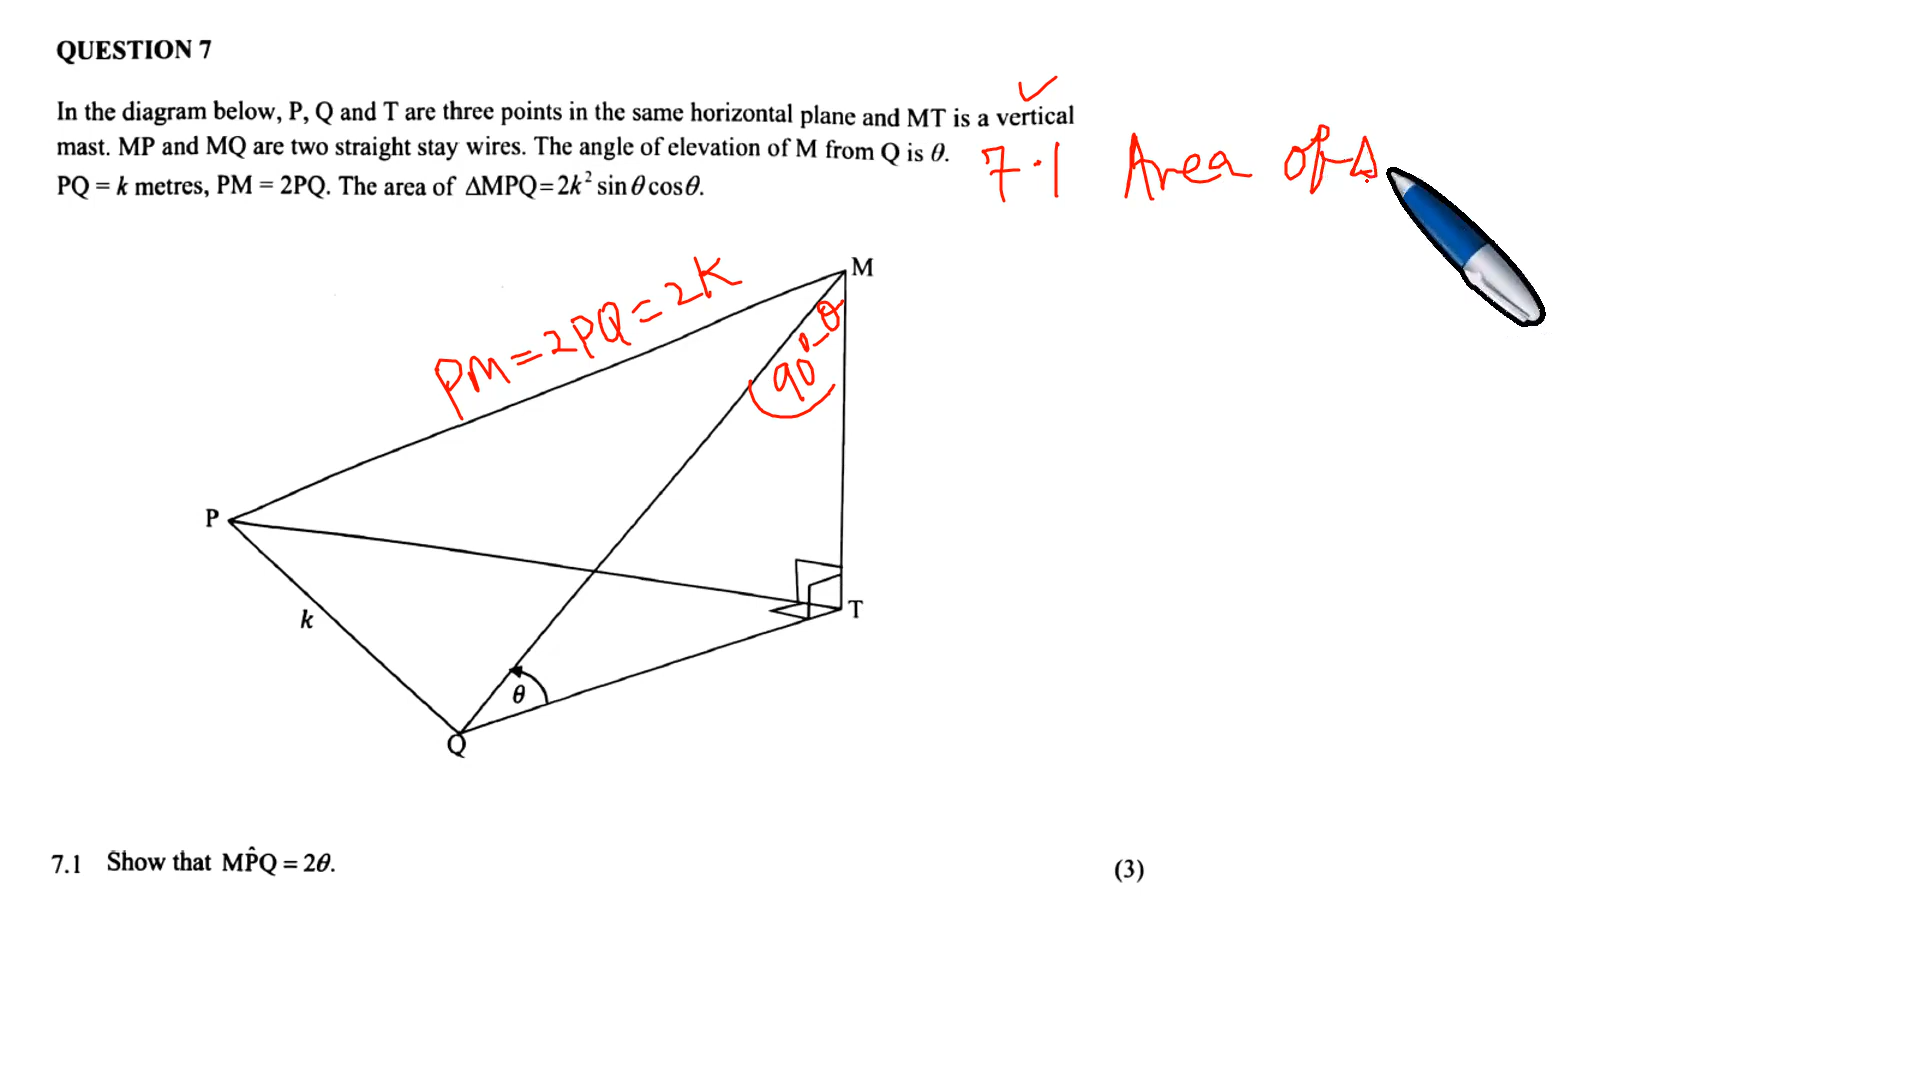 QUESTION 7
In the diagram below, P, Q and T are three points in the same horizontal plane and MT is a vertical
mast. MP and MQ are two straight stay wires. The angle of elevation of M from Q is θ.
PQ = k metres, PM = 2PQ. The area of ΔMPQ=2k² sinθcosθ.
7.1 Area of Δ
M
PM=2PQ=2K
90°-θ
P
T
k
θ
Q
7.1 Show that MP̂Q = 2θ. (3)